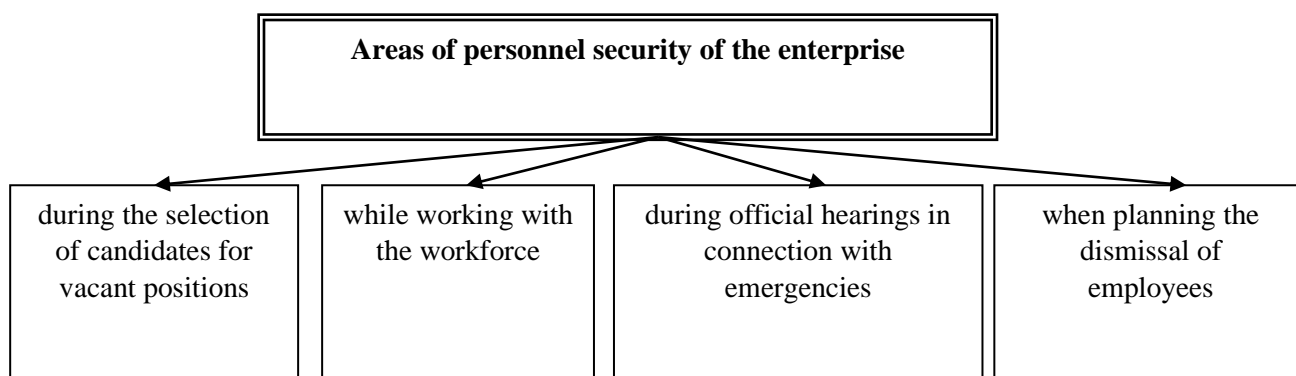 Areas of personnel security of the enterprise
during the selection
of candidates for
vacant positions
while working with
the workforce
during official hearings in
connection with
emergencies
when planning the
dismissal of
employees